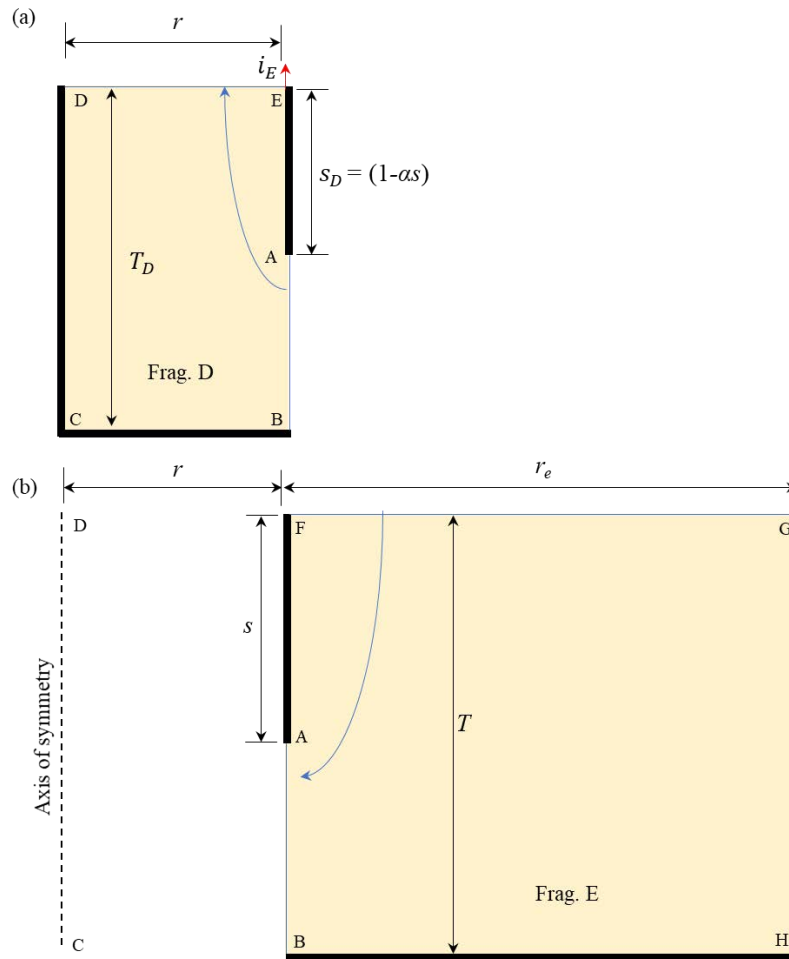 (a)
r
i_E
D
E
s_D = (1-αs)
A
T_D
Frag. D
C
B
(b)
r
r_e
D
F
G
s
Axis of symmetry
A
T
Frag. E
C
B
H